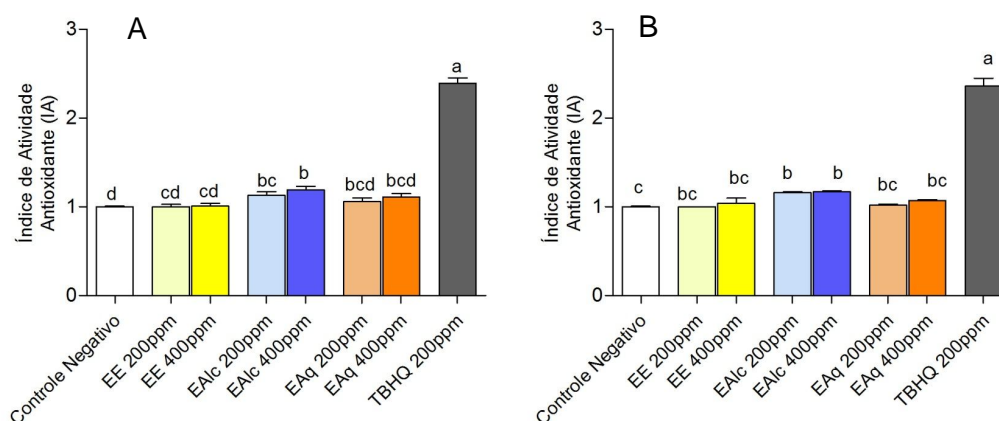 A
Índice de Atividade
Antioxidante (IA)
3
2
1
0
d
cd
cd
bc
b
bcd
bcd
a
Controle Negativo
EE 200ppm
EE 400ppm
EAlc 200ppm
EAlc 400ppm
EAq 200ppm
EAq 400ppm
TBHQ 200ppm
B
Índice de Atividade
Antioxidante (IA)
3
2
1
0
c
bc
bc
b
b
bc
bc
a
Controle Negativo
EE 200ppm
EE 400ppm
EAlc 200ppm
EAlc 400ppm
EAq 200ppm
EAq 400ppm
TBHQ 200ppm